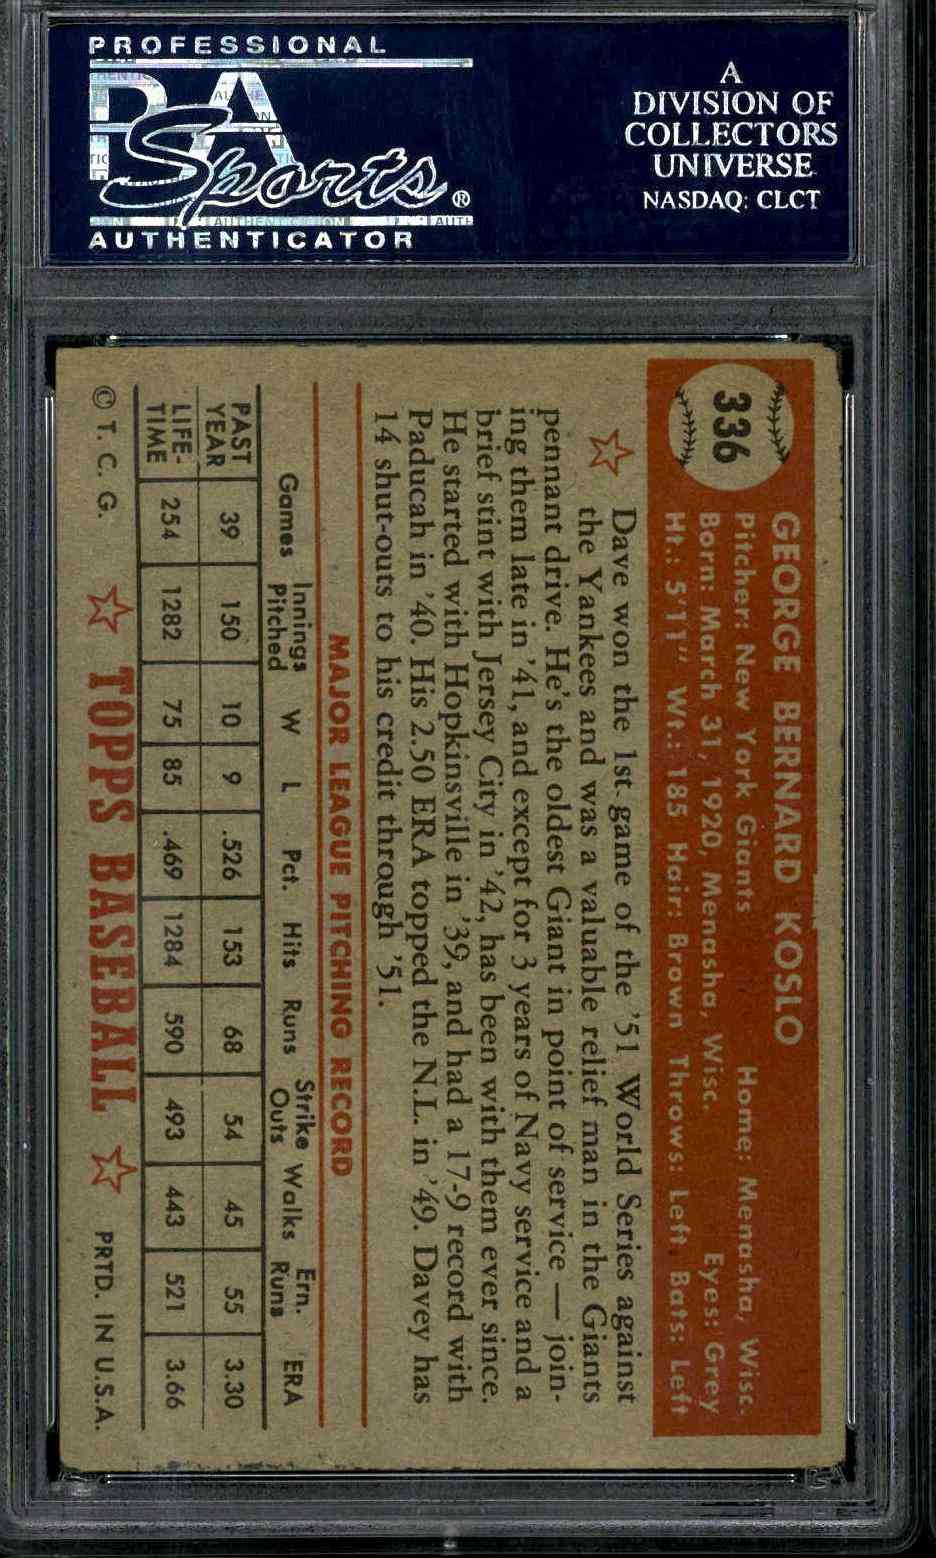 PROFESSIONAL
PSA
Sports®
AUTHENTICATOR
A
DIVISION OF
COLLECTORS
UNIVERSE
NASDAQ: CLCT
336
GEORGE BERNARD KOSLO
Pitcher: New York Giants Home: Menasha, Wisc.
Born: March 31, 1920, Menasha, Wisc. Eyes: Grey
Ht.: 5'11" Wt.: 185 Hair: Brown Throws: Left Bats: Left
Dave won the 1st game of the '51 World Series against
the Yankees and was a valuable relief man in the Giants
pennant drive. He's the oldest Giant in point of service — join-
ing them late in '41, and except for 3 years of Navy service and a
brief stint with Jersey City in '42, has been with them ever since.
He started with Hopkinsville in '39, and had a 17-9 record with
Paducah in '40. His 2.50 ERA topped the N.L. in '49. Davey has
14 shut-outs to his credit through '51.
MAJOR LEAGUE PITCHING RECORD
Games Innings Pitched W L Pct. Hits Runs Strike Outs Walks Ern. Runs ERA
PAST YEAR 39 150 10 9 .526 153 68 54 45 55 3.30
LIFE-TIME 254 1282 75 85 .469 1284 590 493 443 521 3.66
© T. C. G. TOPPS BASEBALL PRTD. IN U.S.A.